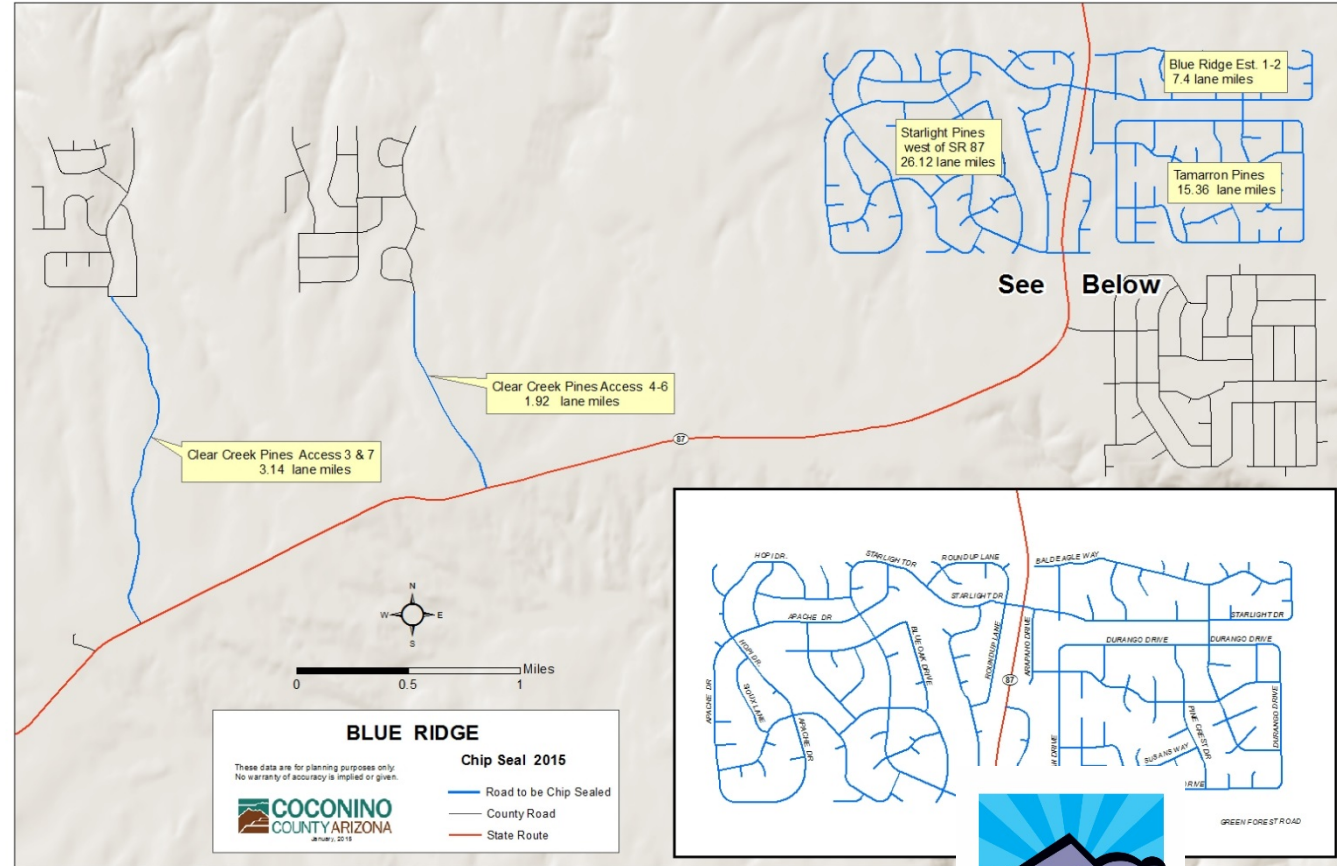 Blue Ridge Est. 1-2
7.4 lane miles
Starlight Pines
west of SR 87
26.12 lane miles
Tamarron Pines
15.36 lane miles
See Below
Clear Creek Pines Access 4-6
1.92 lane miles
87
Clear Creek Pines Access 3 & 7
3.14 lane miles
N
W E
S
Miles
0 0.5 1
BLUE RIDGE
Chip Seal 2015
These data are for planning purposes only.
No warranty of accuracy is implied or given.
Road to be Chip Sealed
County Road
State Route
COCONINO
COUNTY ARIZONA
January, 2015
HOPI DR.
STARLIGHT DR
ROUNDUP LANE
BALD EAGLE WAY
STARLIGHT DR
STARLIGHT DR
APACHE DR
BLUE OAK DRIVE
ROUNDUP LANE
ARAPAHO DRIVE
DURANGO DRIVE
DURANGO DRIVE
HOPI DR.
87
APACHE DR
SIOUX LANE
APACHE DR
PINE CREST DR
DURANGO DRIVE
SUSANS WAY
DRIVE
DRIVE
GREEN FOREST ROAD